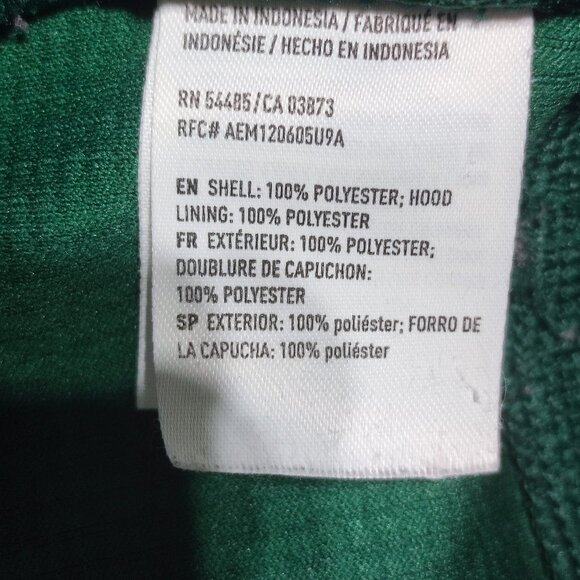 MADE IN INDONESIA / FABRIQUÉ EN
INDONÉSIE / HECHO EN INDONESIA
RN 54485/CA 03873
RFC# AEM120605U9A
EN SHELL: 100% POLYESTER; HOOD
LINING: 100% POLYESTER
FR EXTÉRIEUR: 100% POLYESTER;
DOUBLURE DE CAPUCHON:
100% POLYESTER
SP EXTERIOR: 100% poliéster; FORRO DE
LA CAPUCHA: 100% poliéster